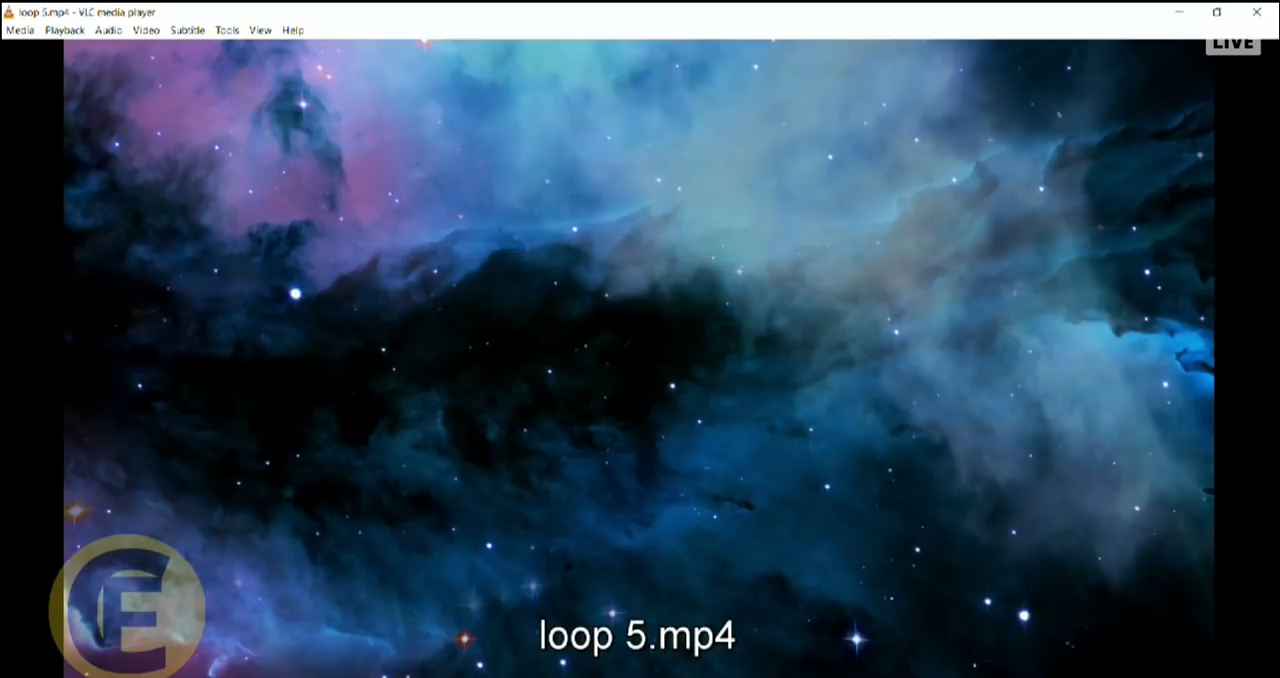 loop 5.mp4 - VLC media player
Media Playback Audio Video Subtitle Tools View Help
LIVE
loop 5.mp4